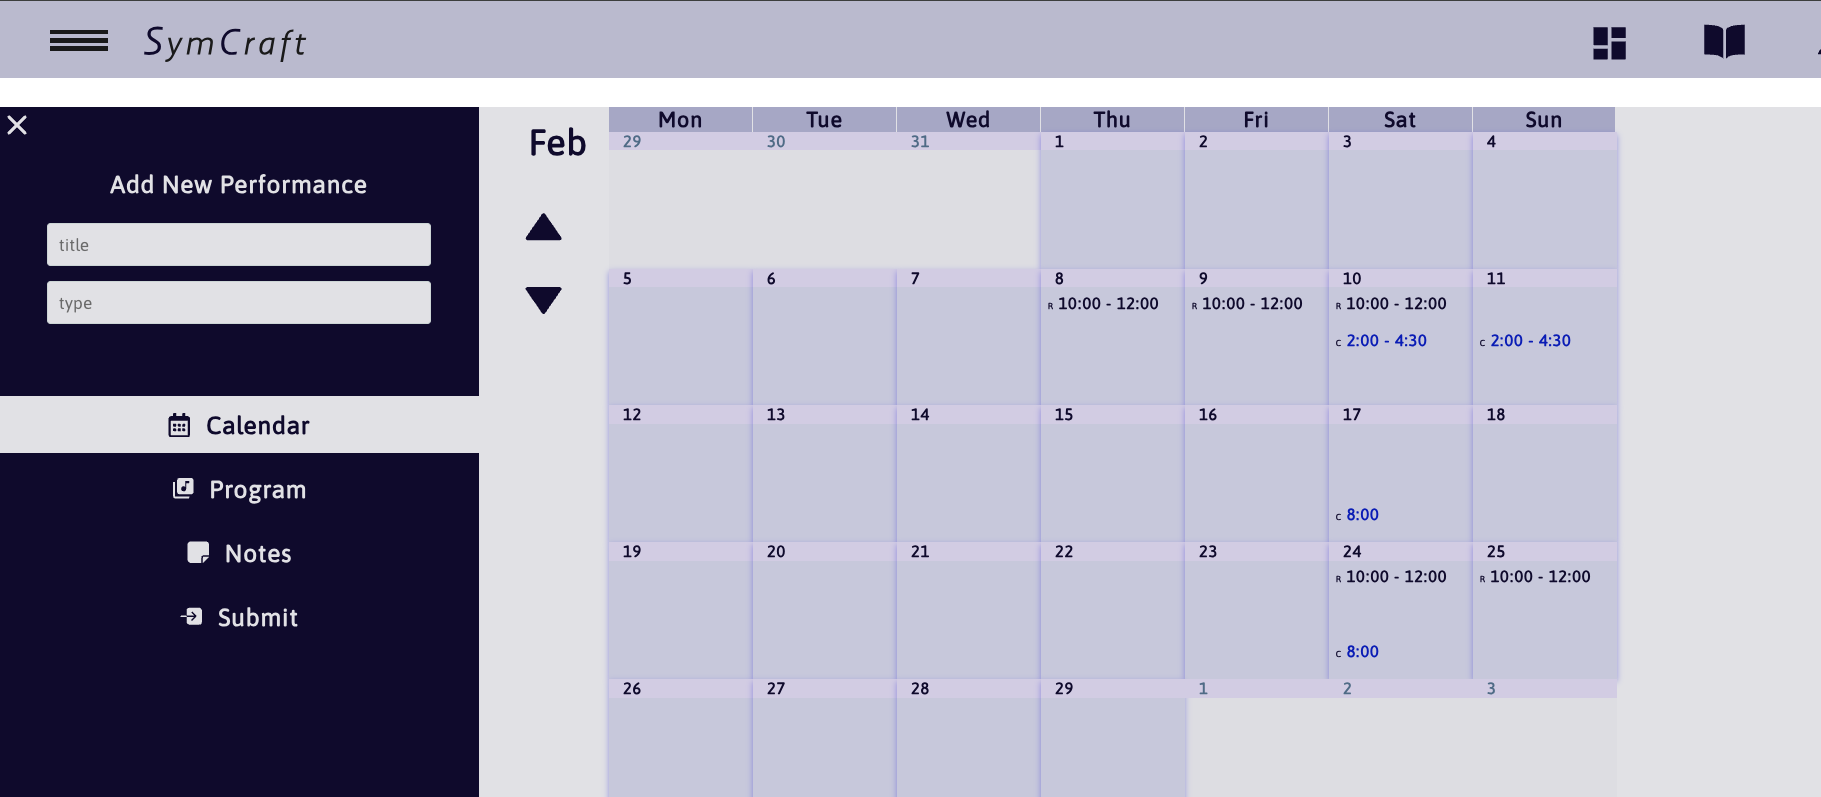 SymCraft
Add New Performance
title
type
Calendar
Program
Notes
Submit
Feb
Mon Tue Wed Thu Fri Sat Sun
29 30 31 1 2 3 4
5 6 7 8 9 10 11
R 10:00 - 12:00 R 10:00 - 12:00 R 10:00 - 12:00
C 2:00 - 4:30 C 2:00 - 4:30
12 13 14 15 16 17 18
C 8:00
19 20 21 22 23 24 25
R 10:00 - 12:00 R 10:00 - 12:00
C 8:00
26 27 28 29 1 2 3